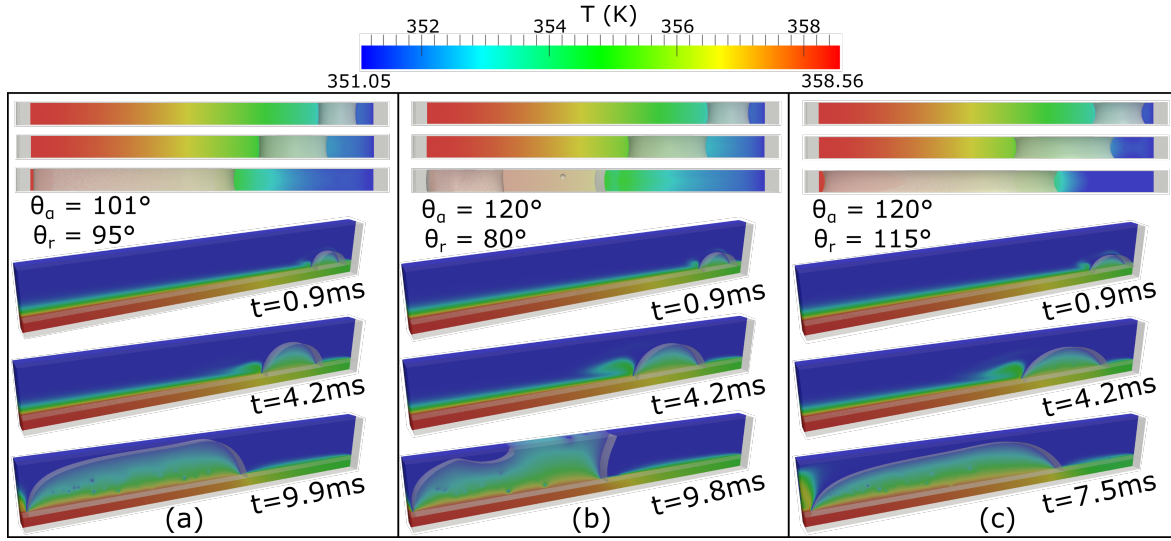 T (K)
352 354 356 358
351.05 358.56
θa = 101°
θr = 95°
t=0.9ms
t=4.2ms
t=9.9ms
(a)
θa = 120°
θr = 80°
t=0.9ms
t=4.2ms
t=9.8ms
(b)
θa = 120°
θr = 115°
t=0.9ms
t=4.2ms
t=7.5ms
(c)